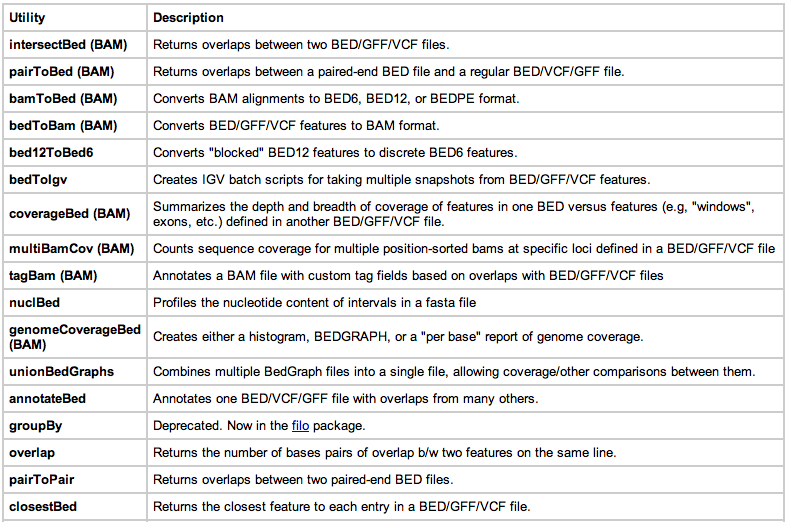 Utility Description
intersectBed (BAM) Returns overlaps between two BED/GFF/VCF files.
pairToBed (BAM) Returns overlaps between a paired-end BED file and a regular BED/VCF/GFF file.
bamToBed (BAM) Converts BAM alignments to BED6, BED12, or BEDPE format.
bedToBam (BAM) Converts BED/GFF/VCF features to BAM format.
bed12ToBed6 Converts "blocked" BED12 features to discrete BED6 features.
bedToIgv Creates IGV batch scripts for taking multiple snapshots from BED/GFF/VCF features.
coverageBed (BAM) Summarizes the depth and breadth of coverage of features in one BED versus features (e.g, "windows",
exons, etc.) defined in another BED/GFF/VCF file.
multiBamCov (BAM) Counts sequence coverage for multiple position-sorted bams at specific loci defined in a BED/GFF/VCF file
tagBam (BAM) Annotates a BAM file with custom tag fields based on overlaps with BED/GFF/VCF files
nuclBed Profiles the nucleotide content of intervals in a fasta file
genomeCoverageBed
(BAM) Creates either a histogram, BEDGRAPH, or a "per base" report of genome coverage.
unionBedGraphs Combines multiple BedGraph files into a single file, allowing coverage/other comparisons between them.
annotateBed Annotates one BED/VCF/GFF file with overlaps from many others.
groupBy Deprecated. Now in the filo package.
overlap Returns the number of bases pairs of overlap b/w two features on the same line.
pairToPair Returns overlaps between two paired-end BED files.
closestBed Returns the closest feature to each entry in a BED/GFF/VCF file.